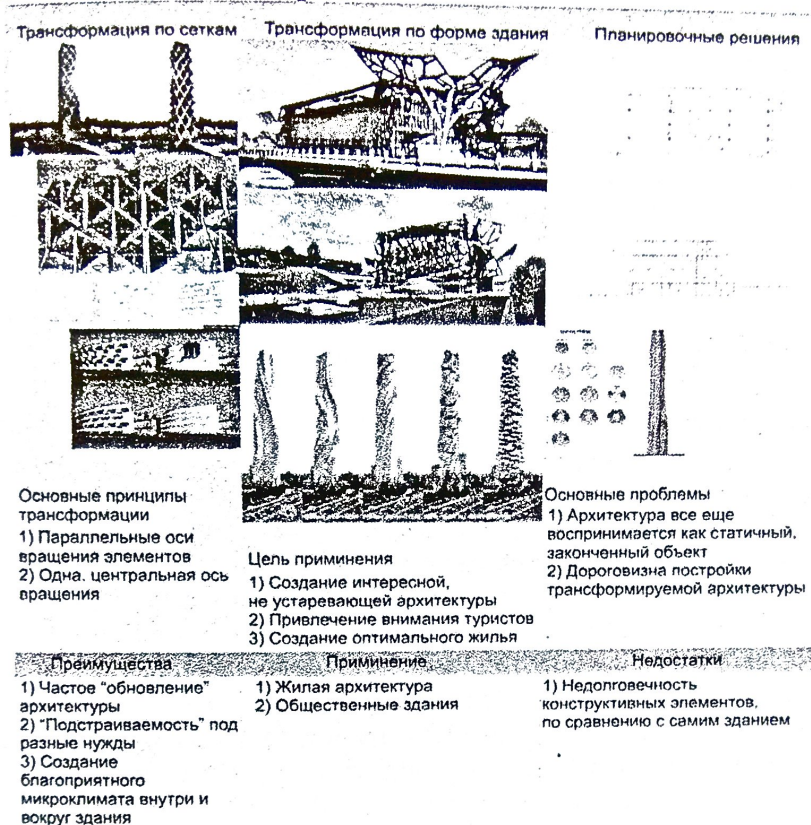 Трансформация по сеткам
Трансформация по форме здания
Планировочные решения
Основные принципы
трансформации
1) Параллельные оси
вращения элементов
2) Одна. центральная ось
вращения
Цель приминения
1) Создание интересной,
не устаревающей архитектуры
2) Привлечение внимания туристов
3) Создание оптимального жилья
Основные проблемы
1) Архитектура все еще
воспринимается как статичный,
законченный объект
2) Дороговизна постройки
трансформируемой архитектуры
Преимущества
1) Частое "обновление"
архитектуры
2) "Подстраиваемость" под
разные нужды
3) Создание
благоприятного
микроклимата внутри и
вокруг здания
Приминение
1) Жилая архитектура
2) Общественные здания
Недостатки
1) Недолговечность
конструктивных элементов,
по сравнению с самим зданием